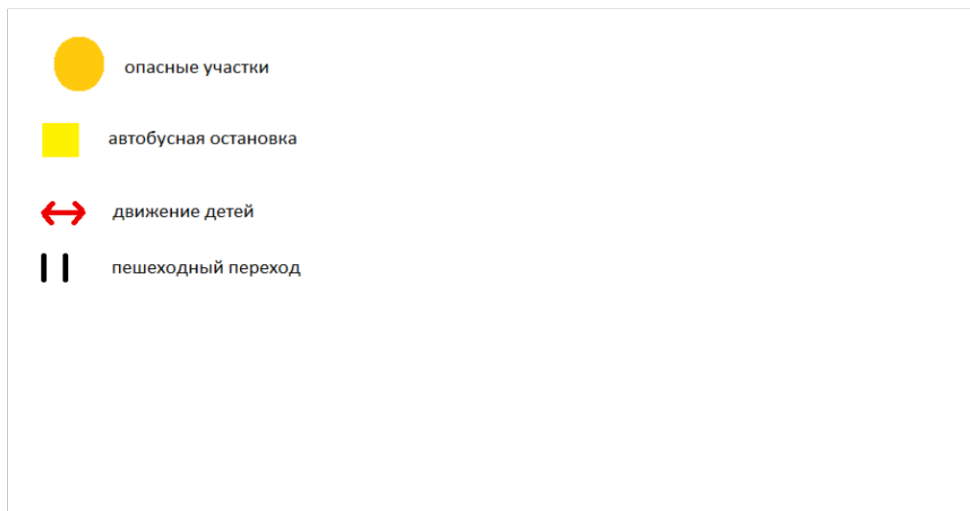 опасные участки
автобусная остановка
движение детей
пешеходный переход